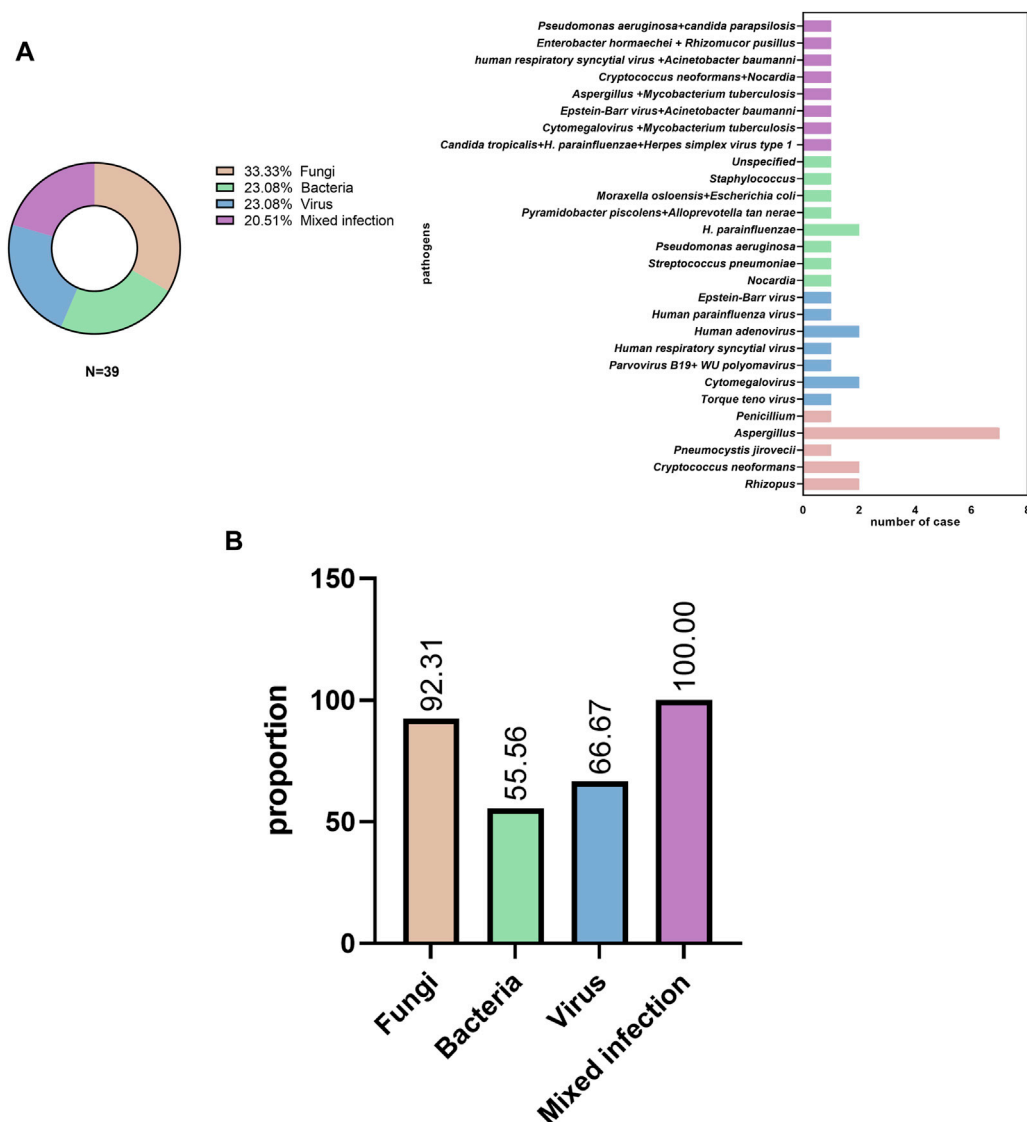 A
33.33% Fungi
23.08% Bacteria
23.08% Virus
20.51% Mixed infection
N=39
pathogens
Pseudomonas aeruginosa+candida parapsilosis
Enterobacter hormaechei + Rhizomucor pusillus
human respiratory syncytial virus +Acinetobacter baumanni
Cryptococcus neoformans+Nocardia
Aspergillus +Mycobacterium tuberculosis
Epstein-Barr virus+Acinetobacter baumanni
Cytomegalovirus +Mycobacterium tuberculosis
Candida tropicalis+H. parainfluenzae+Herpes simplex virus type 1
Unspecified
Staphylococcus
Moraxella osloensis+Escherichia coli
Pyramidobacter piscolens+Alloprevotella tan nerae
H. parainfluenzae
Pseudomonas aeruginosa
Streptococcus pneumoniae
Nocardia
Epstein-Barr virus
Human parainfluenza virus
Human adenovirus
Human respiratory syncytial virus
Parvovirus B19+ WU polyomavirus
Cytomegalovirus
Torque teno virus
Penicillium
Aspergillus
Pneumocystis jirovecii
Cryptococcus neoformans
Rhizopus
0 2 4 6 8
number of case
B
proportion
150
100
50
0
92.31
55.56
66.67
100.00
Fungi
Bacteria
Virus
Mixed infection